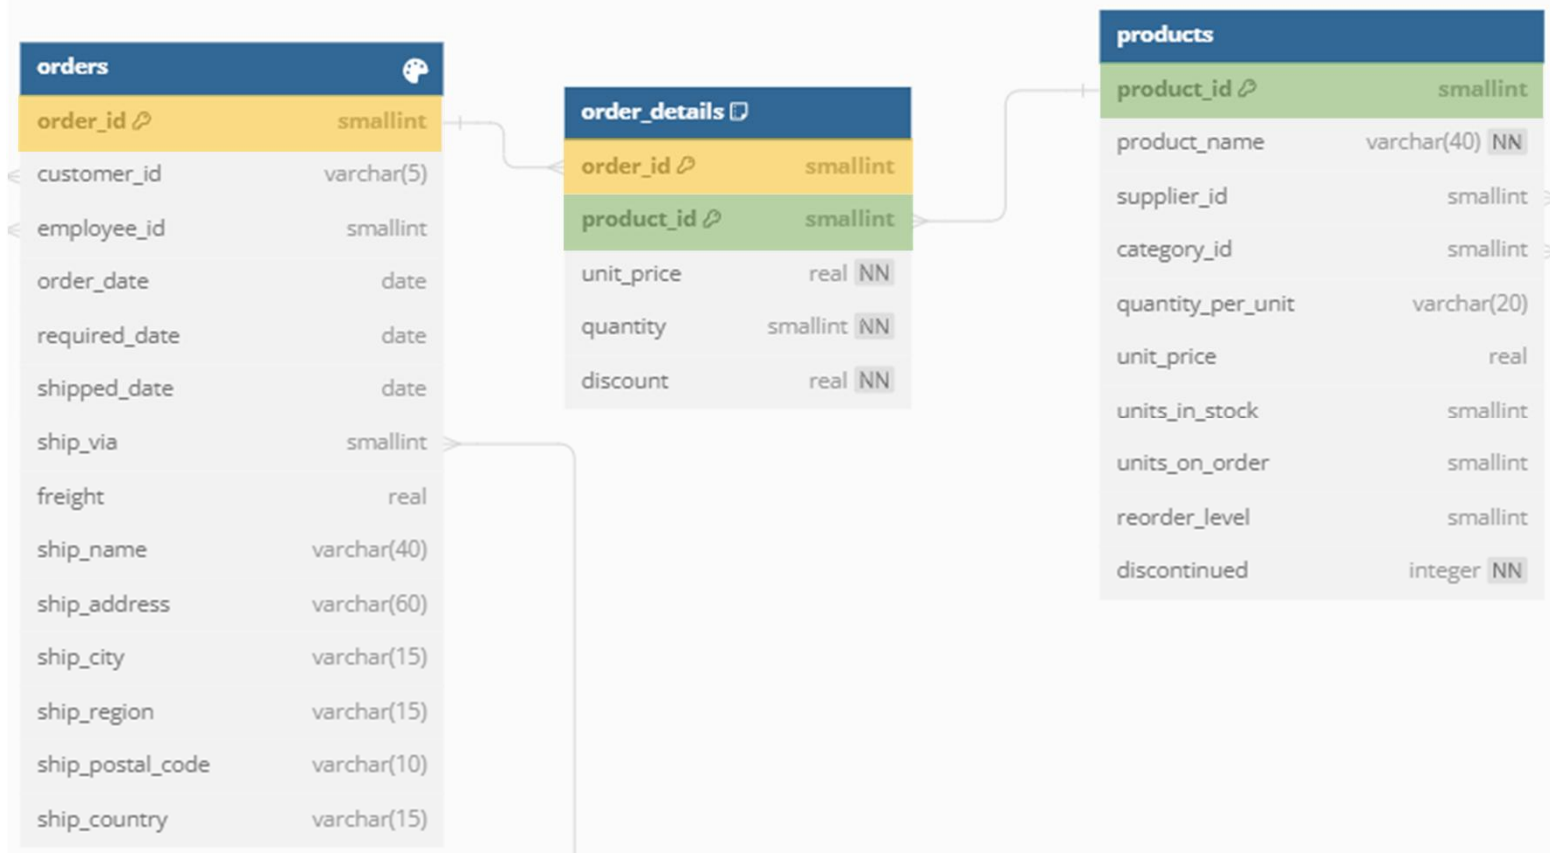 orders
order_id smallint
customer_id varchar(5)
employee_id smallint
order_date date
required_date date
shipped_date date
ship_via smallint
freight real
ship_name varchar(40)
ship_address varchar(60)
ship_city varchar(15)
ship_region varchar(15)
ship_postal_code varchar(10)
ship_country varchar(15)
order_details
order_id smallint
product_id smallint
unit_price real NN
quantity smallint NN
discount real NN
products
product_id smallint
product_name varchar(40) NN
supplier_id smallint
category_id smallint
quantity_per_unit varchar(20)
unit_price real
units_in_stock smallint
units_on_order smallint
reorder_level smallint
discontinued integer NN